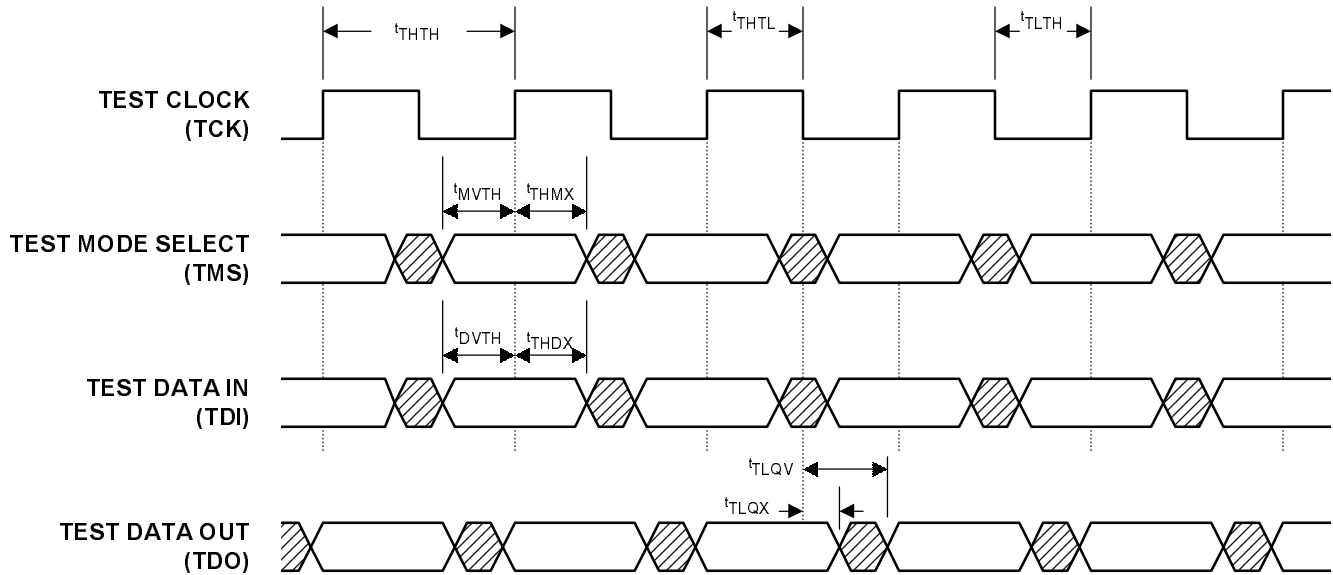 tTHTH
tTHTL
tTLTH
TEST CLOCK
(TCK)
tMVTH
tTHMX
TEST MODE SELECT
(TMS)
tDVTH
tTHDX
TEST DATA IN
(TDI)
tTLQV
tTLQX
TEST DATA OUT
(TDO)